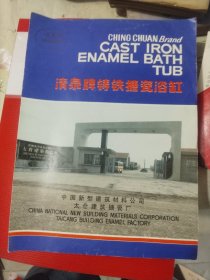 CHING CHUAN Brand
CAST IRON
ENAMEL BATH
TUB
清泉牌铸铁搪瓷浴缸
中国新型建筑材料公司
太仓建筑搪瓷厂
CHINA NATIONAL NEW BUILDING MATERIALS CORPORATION
TAICANG BUILDING ENAMEL FACTORY